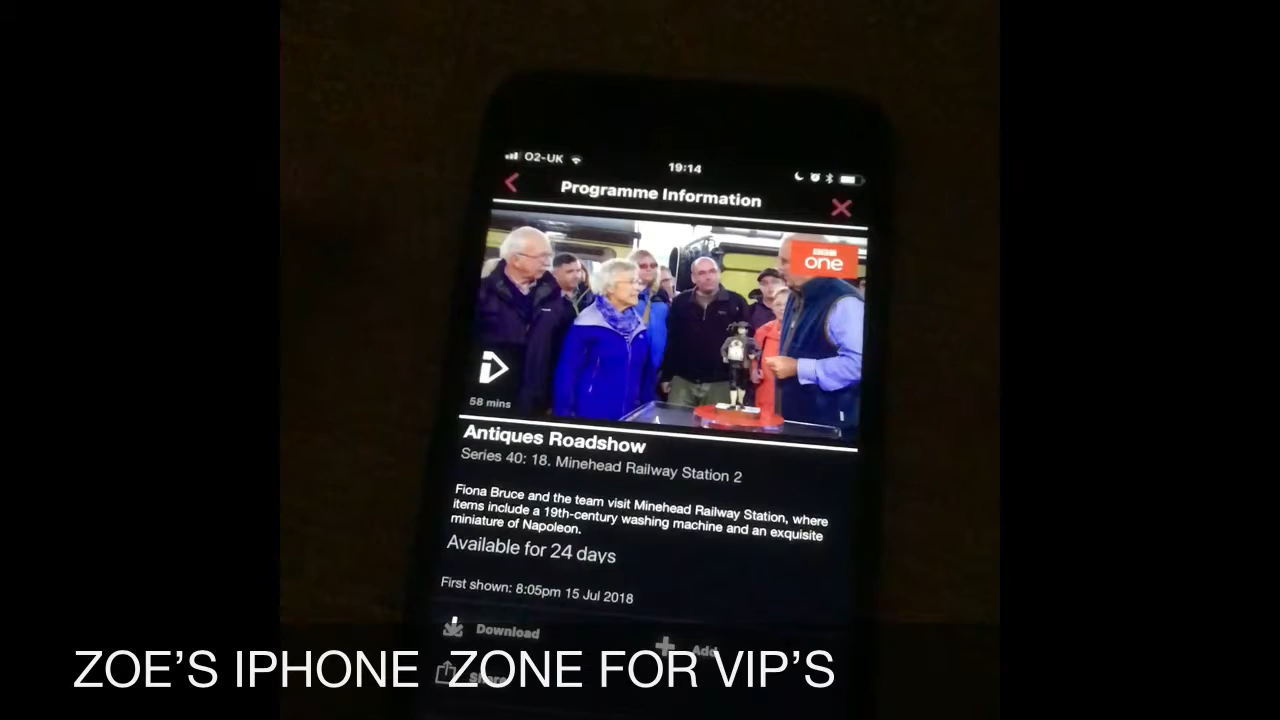 O2-UK
19:14
Programme Information
BBC
one
58 mins
Antiques Roadshow
Series 40: 18. Minehead Railway Station 2
Fiona Bruce and the team visit Minehead Railway Station, where
items include a 19th-century washing machine and an exquisite
miniature of Napoleon.
Available for 24 days
First shown: 8:05pm 15 Jul 2018
Download
Add
Share
ZOE’S IPHONE  ZONE FOR VIP’S